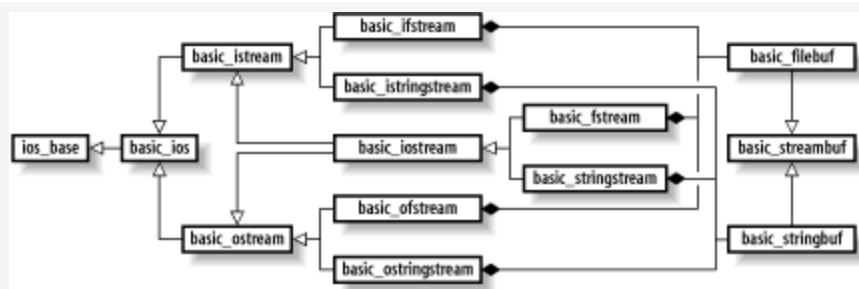 basic_ifstream
basic_istream
basic_filebuf
basic_istringstream
basic_fstream
ios_base
basic_ios
basic_iostream
basic_streambuf
basic_stringstream
basic_ofstream
basic_ostream
basic_stringbuf
basic_ostringstream